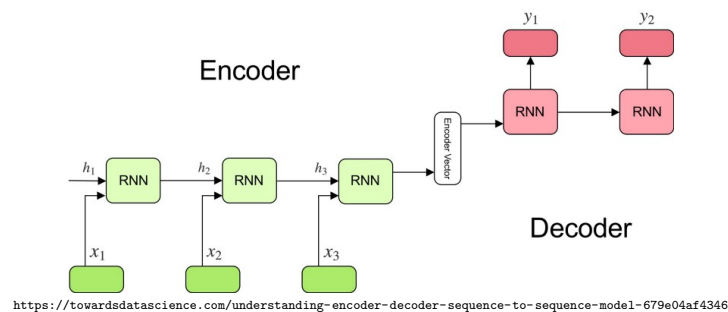 y₁
y₂
Encoder
RNN
RNN
Encoder Vector
h₁
h₂
h₃
RNN
RNN
RNN
Decoder
x₁
x₂
x₃
https://towardsdatascience.com/understanding-encoder-decoder-sequence-to-sequence-model-679e04af4346